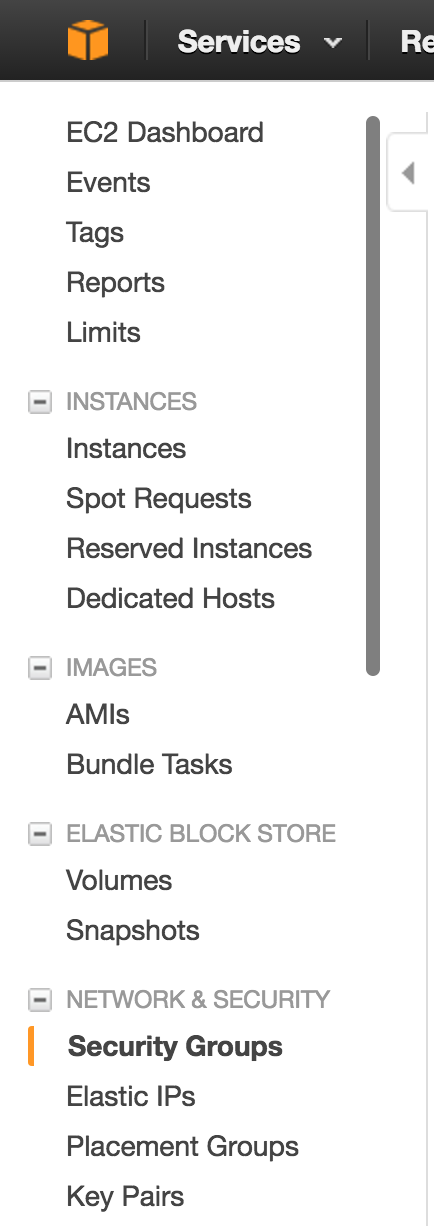 Services Re
EC2 Dashboard
Events
Tags
Reports
Limits
INSTANCES
Instances
Spot Requests
Reserved Instances
Dedicated Hosts
IMAGES
AMIs
Bundle Tasks
ELASTIC BLOCK STORE
Volumes
Snapshots
NETWORK & SECURITY
Security Groups
Elastic IPs
Placement Groups
Key Pairs